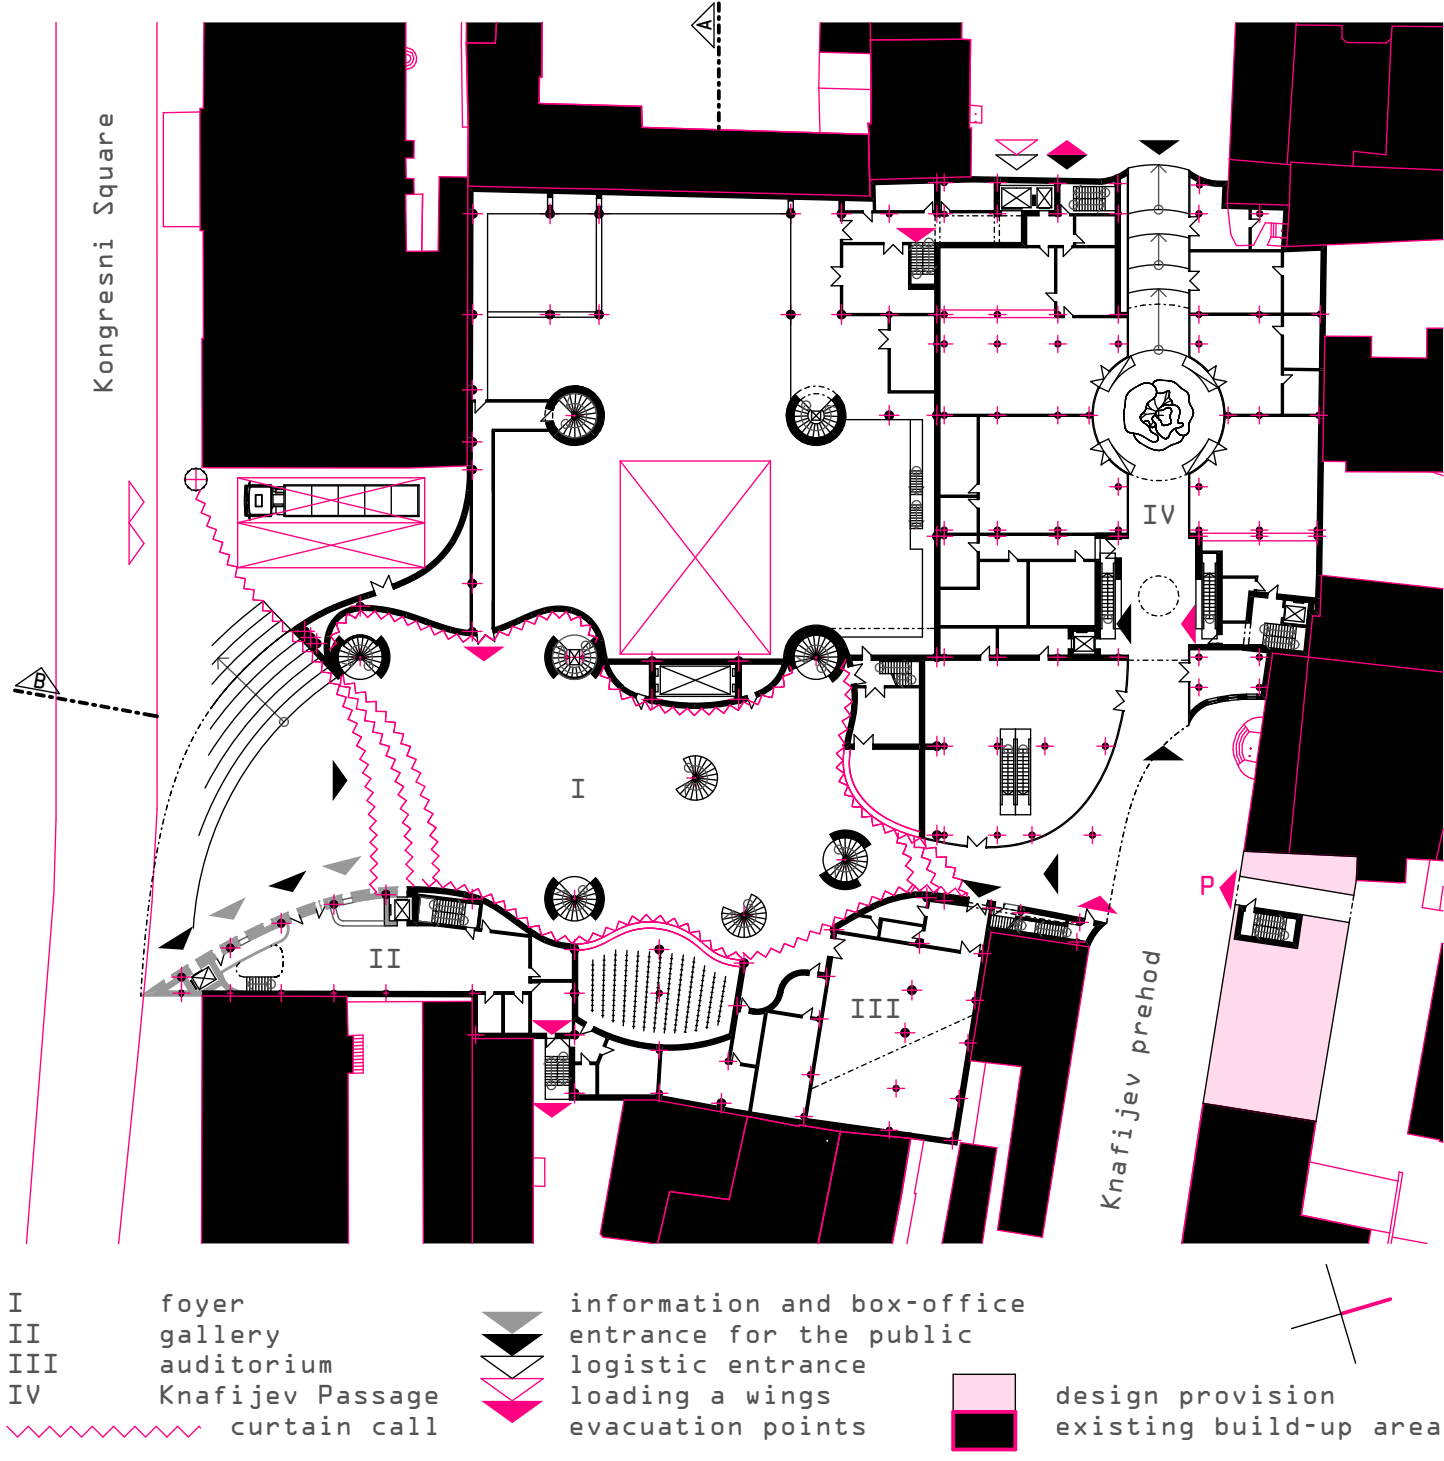 A
Kongresni Square
B
IV
I
P
II
III
Knafijev prehod
I foyer
II gallery
III auditorium
IV Knafijev Passage
curtain call
information and box-office
entrance for the public
logistic entrance
loading a wings
evacuation points
design provision
existing build-up area